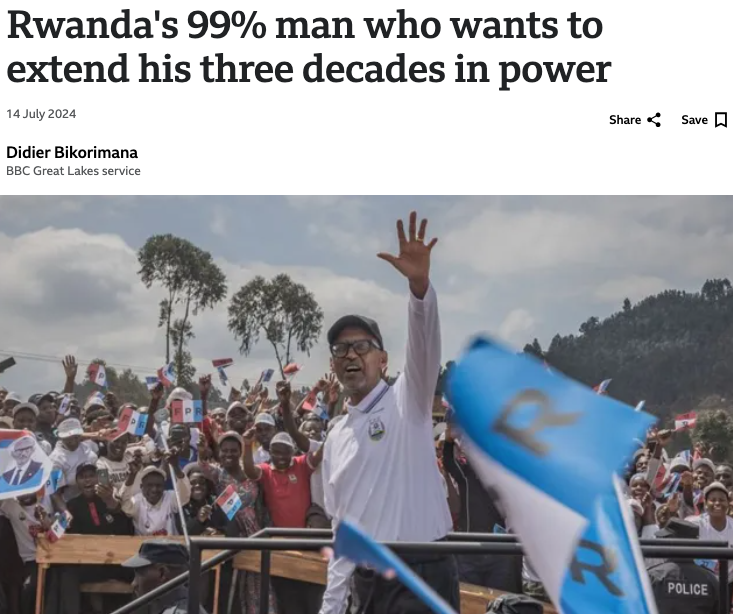 Rwanda's 99% man who wants to
extend his three decades in power
14 July 2024
Share
Save
Didier Bikorimana
BBC Great Lakes service
R
F P R
R
POLICE